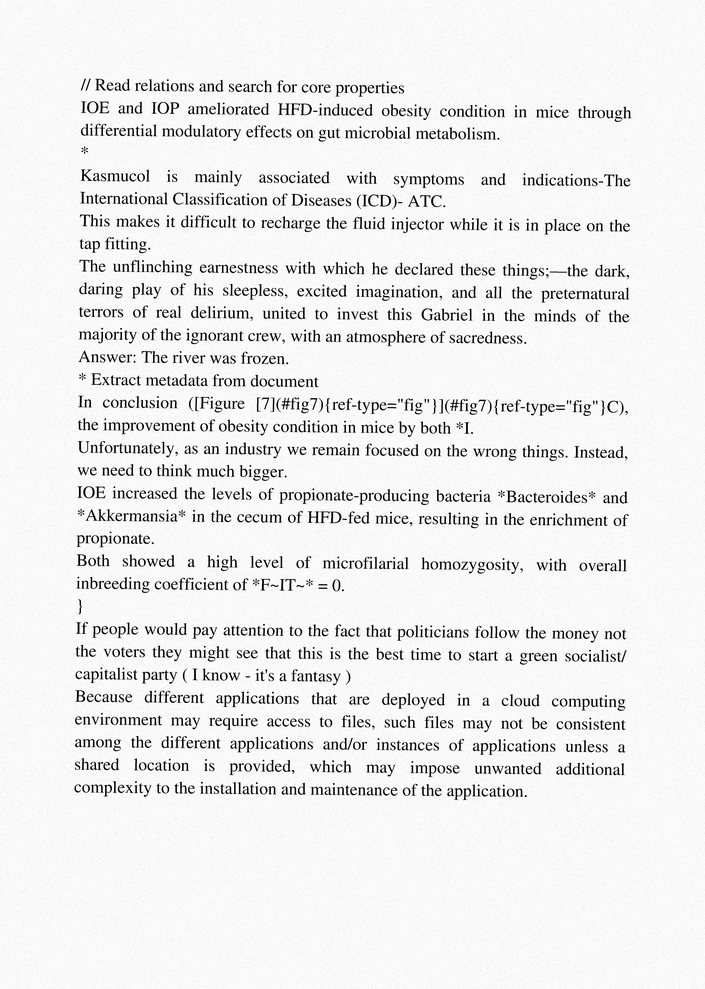 // Read relations and search for core properties
IOE and IOP ameliorated HFD-induced obesity condition in mice through
differential modulatory effects on gut microbial metabolism.
*
Kasmucol is mainly associated with symptoms and indications-The
International Classification of Diseases (ICD)- ATC.
This makes it difficult to recharge the fluid injector while it is in place on the
tap fitting.
The unflinching earnestness with which he declared these things;—the dark,
daring play of his sleepless, excited imagination, and all the preternatural
terrors of real delirium, united to invest this Gabriel in the minds of the
majority of the ignorant crew, with an atmosphere of sacredness.
Answer: The river was frozen.
* Extract metadata from document
In conclusion ([Figure [7](#fig7){ref-type="fig"}](#fig7){ref-type="fig"}C),
the improvement of obesity condition in mice by both *I.
Unfortunately, as an industry we remain focused on the wrong things. Instead,
we need to think much bigger.
IOE increased the levels of propionate-producing bacteria *Bacteroides* and
*Akkermansia* in the cecum of HFD-fed mice, resulting in the enrichment of
propionate.
Both showed a high level of microfilarial homozygosity, with overall
inbreeding coefficient of *F~IT~* = 0.
}
If people would pay attention to the fact that politicians follow the money not
the voters they might see that this is the best time to start a green socialist/
capitalist party ( I know - it's a fantasy )
Because different applications that are deployed in a cloud computing
environment may require access to files, such files may not be consistent
among the different applications and/or instances of applications unless a
shared location is provided, which may impose unwanted additional
complexity to the installation and maintenance of the application.